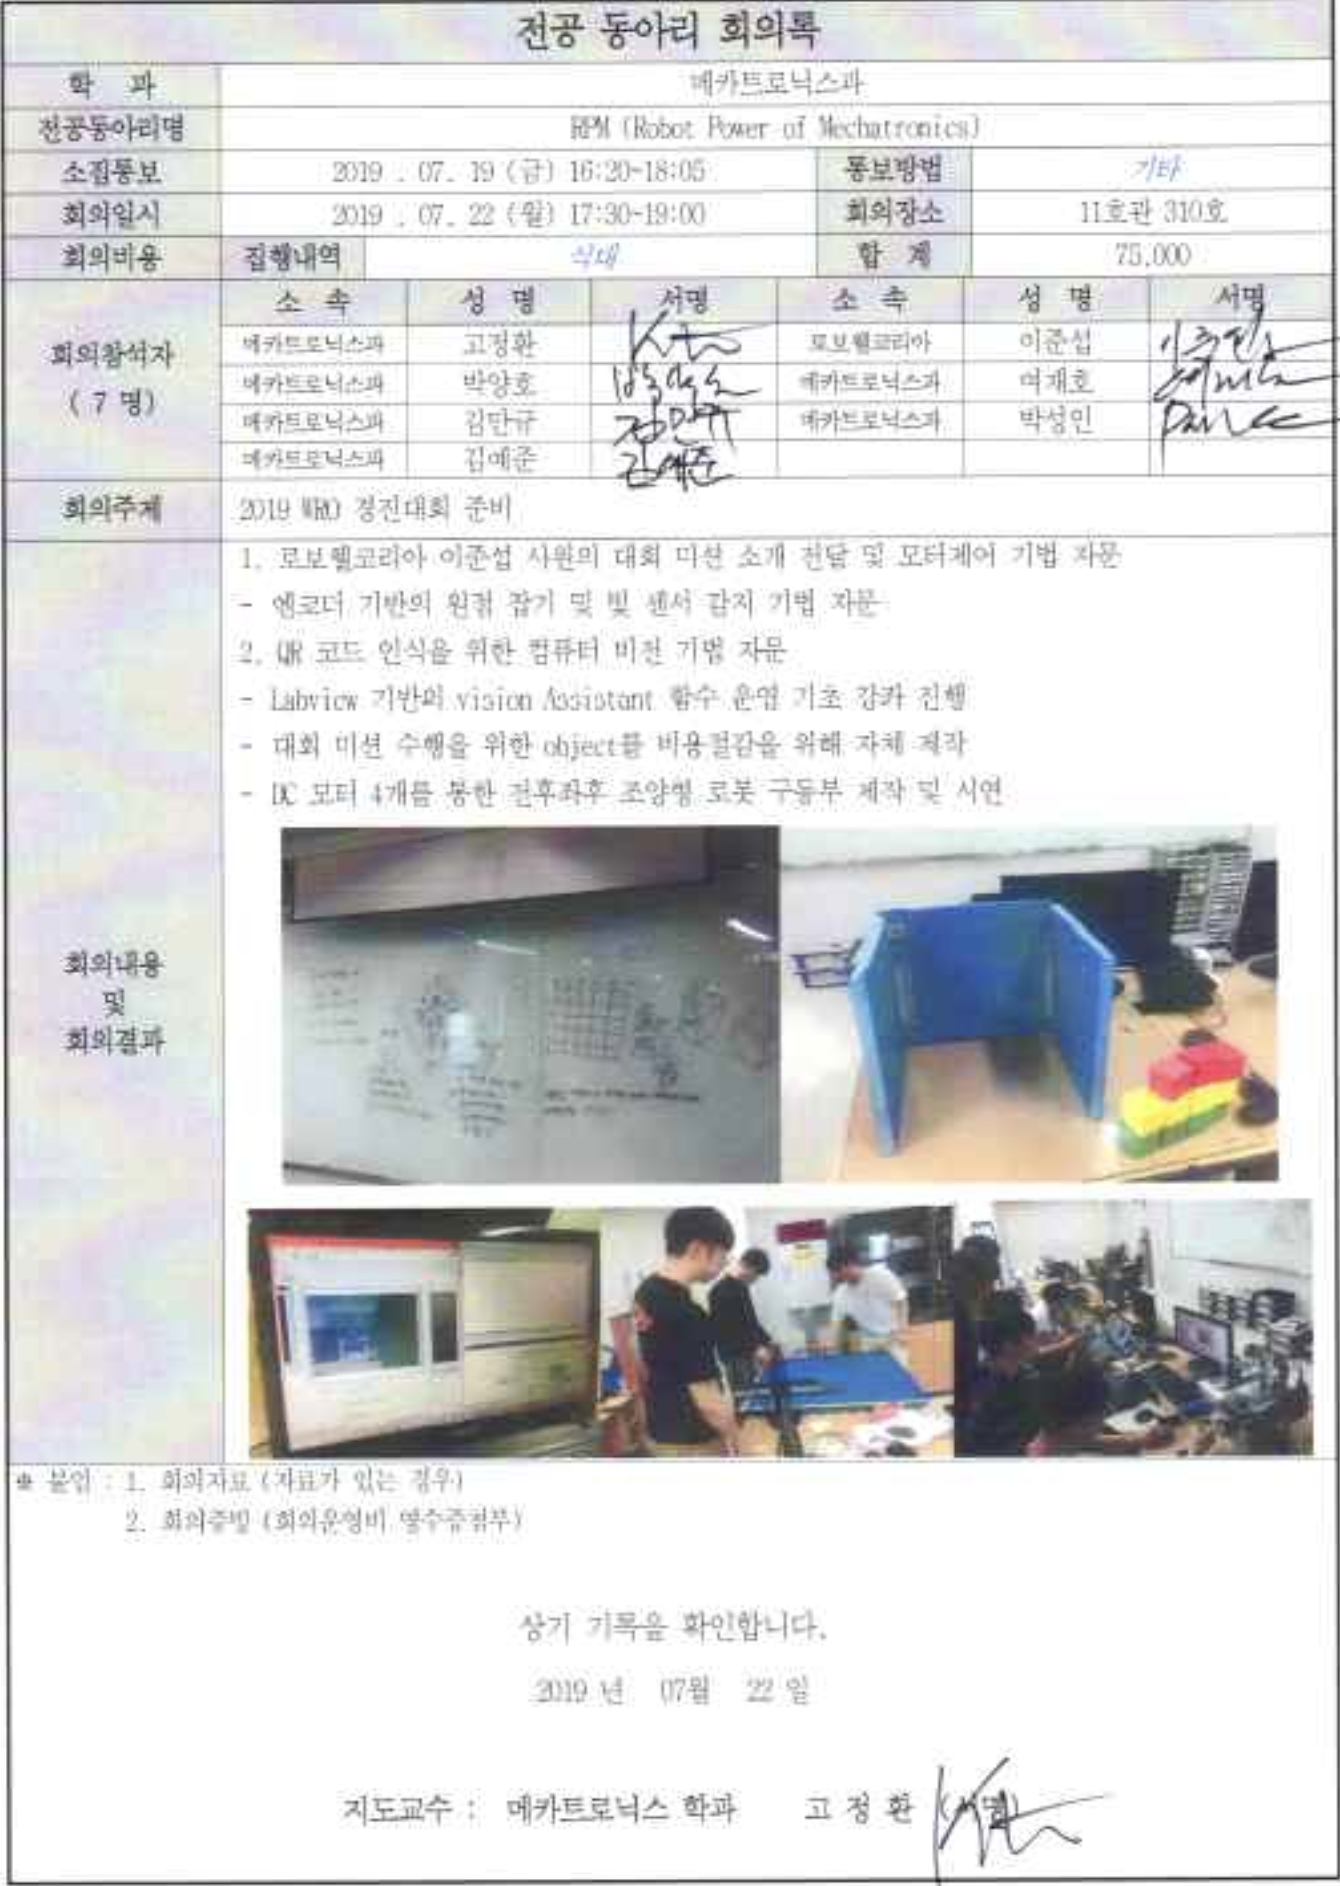 전공 동아리 회의록
학 과 메카트로닉스과
전공동아리명 RPM (Robot Power of Mechatronics)
소집통보 2019 . 07. 19 (금) 16:20~18:05 통보방법 기타
회의일시 2019 . 07. 22 (월) 17:30~19:00 회의장소 11호관 310호
회의비용 집행내역 식대 합 계 75,000
회의참석자
( 7 명)
소 속 성 명 서명 소 속 성 명 서명
메카트로닉스과 고정환 로보웰코리아 이준섭
메카트로닉스과 박양호 박양호 메카트로닉스과 여재호
메카트로닉스과 김만규 김만규 메카트로닉스과 박성인
메카트로닉스과 김예준 김예준
회의주제 2019 WRO 경진대회 준비
회의내용
및
회의결과
1. 로보웰코리아 이준섭 사원의 대회 미션 소개 전달 및 모터제어 기법 자문
- 엔코더 기반의 원점 잡기 및 빛 센서 감지 기법 자문
2. QR 코드 인식을 위한 컴퓨터 비전 기법 자문
- Labview 기반의 vision Assistant 함수 운영 기초 강좌 진행
- 대회 미션 수행을 위한 object를 비용절감을 위해 자체 제작
- DC 모터 4개를 통한 전후좌후 조양형 로봇 구동부 제작 및 시연
※ 붙임 : 1. 회의자료 (자료가 있는 경우)
2. 회의증빙 (회의운영비 영수증첨부)
상기 기록을 확인합니다.
2019 년 07월 22 일
지도교수 : 메카트로닉스 학과 고 정 환